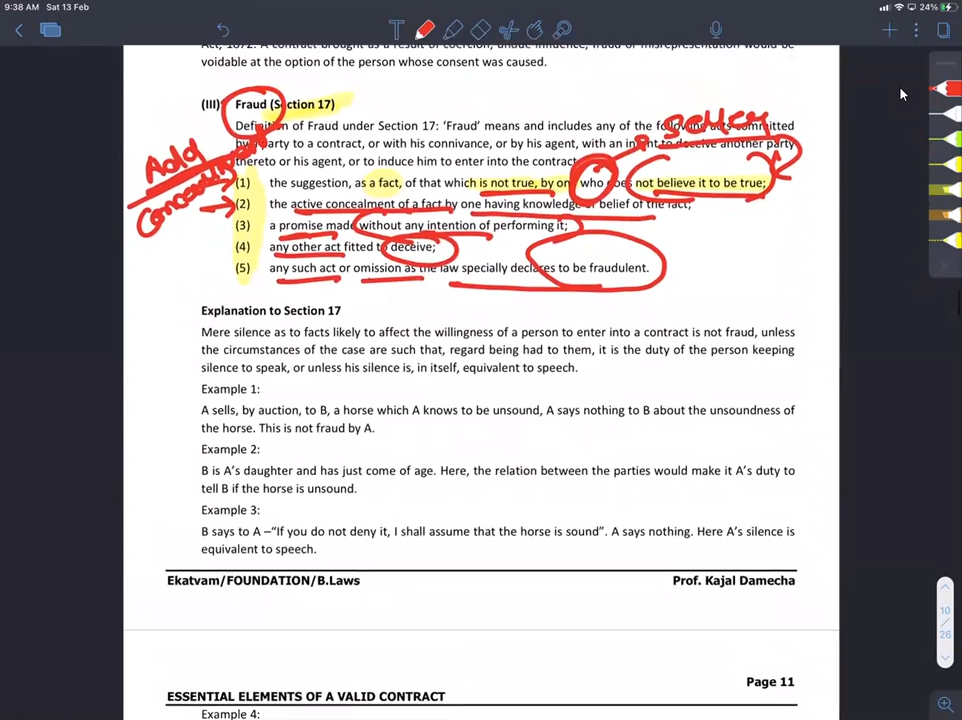 9:38 AM Sat 13 Feb
24%
Act, 1872. A contract brought as a result of coercion, undue influence, fraud or misrepresentation would be
voidable at the option of the person whose consent was caused.
(III) Fraud (Section 17)
Definition of Fraud under Section 17: ‘Fraud’ means and includes any of the following acts committed
by a party to a contract, or with his connivance, or by his agent, with an intent to deceive another party
thereto or his agent, or to induce him to enter into the contract
seller
Add
(1) the suggestion, as a fact, of that which is not true, by one who does not believe it to be true;
(2) the active concealment of a fact by one having knowledge or belief of the fact;
(3) a promise made without any intention of performing it;
(4) any other act fitted to deceive;
(5) any such act or omission as the law specially declares to be fraudulent.
Explanation to Section 17
Mere silence as to facts likely to affect the willingness of a person to enter into a contract is not fraud, unless
the circumstances of the case are such that, regard being had to them, it is the duty of the person keeping
silence to speak, or unless his silence is, in itself, equivalent to speech.
Example 1:
A sells, by auction, to B, a horse which A knows to be unsound, A says nothing to B about the unsoundness of
the horse. This is not fraud by A.
Example 2:
B is A’s daughter and has just come of age. Here, the relation between the parties would make it A’s duty to
tell B if the horse is unsound.
Example 3:
B says to A –“If you do not deny it, I shall assume that the horse is sound”. A says nothing. Here A’s silence is
equivalent to speech.
Ekatvam/FOUNDATION/B.Laws Prof. Kajal Damecha
10
/
26
Page 11
ESSENTIAL ELEMENTS OF A VALID CONTRACT
Example 4: